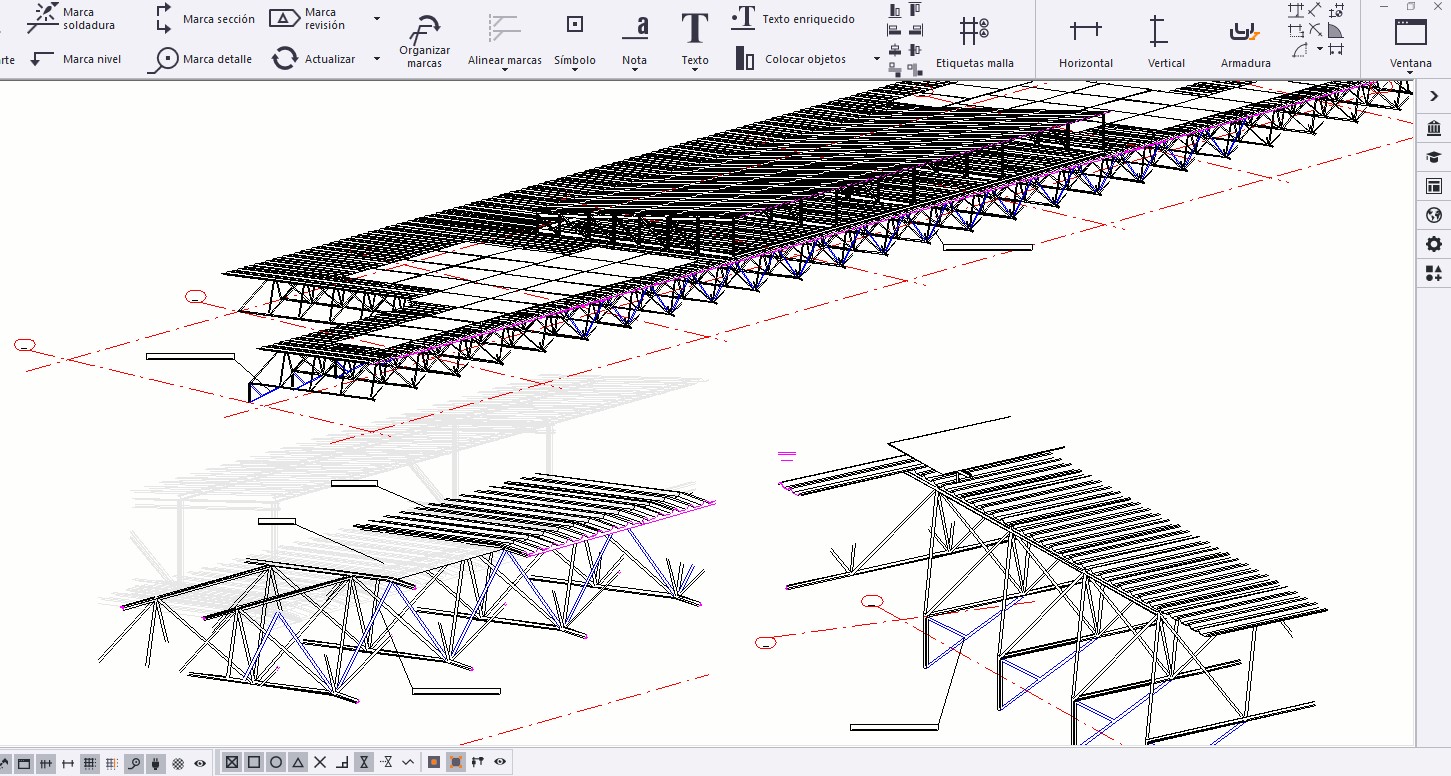 Marca
soldadura
Marca sección
Marca
revisión
Organizar
marcas
Alinear marcas
Símbolo
a
Nota
T
Texto
T Texto enriquecido
Etiquetas malla
Horizontal
Vertical
Armadura
Ventana
rte
Marca nivel
Marca detalle
Actualizar
Colocar objetos